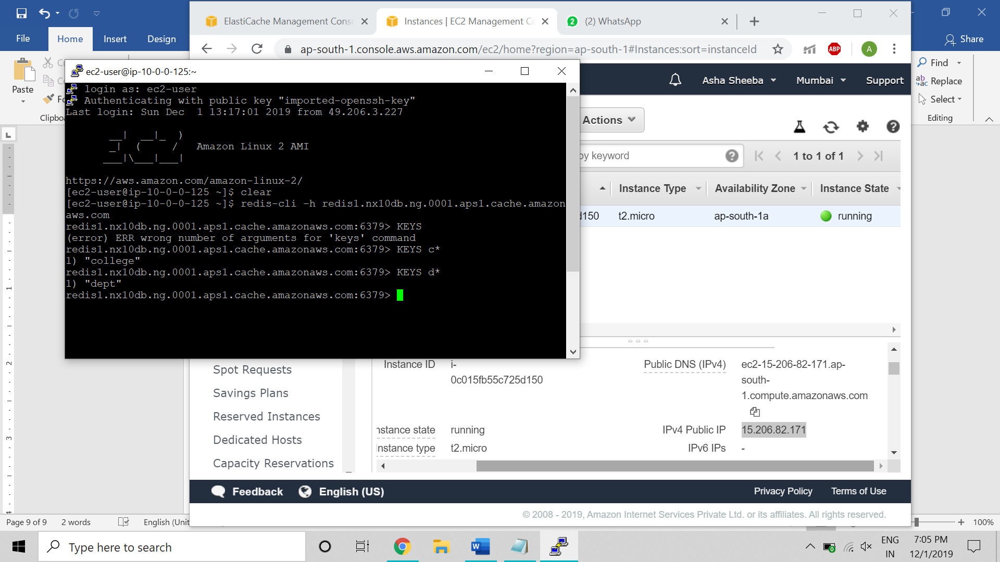 File
Home
Insert
Design
Share
ElastiCache Management Cons
Instances | EC2 Management Co
2
(2) WhatsApp
ap-south-1.console.aws.amazon.com/ec2/home?region=ap-south-1#Instances:sort=instanceId
ABP
A
Paste
Clipboa
Find
Replace
Select
Editing
ec2-user@ip-10-0-0-125:~
login as: ec2-user
Authenticating with public key "imported-openssh-key"
Last login: Sun Dec  1 13:17:01 2019 from 49.206.3.227
__|  __|_  )
_|  (     /   Amazon Linux 2 AMI
___|\___|___|
https://aws.amazon.com/amazon-linux-2/
[ec2-user@ip-10-0-0-125 ~]$ clear
[ec2-user@ip-10-0-0-125 ~]$ redis-cli -h redis1.nx10db.ng.0001.aps1.cache.amazon
aws.com
redis1.nx10db.ng.0001.aps1.cache.amazonaws.com:6379> KEYS
(error) ERR wrong number of arguments for 'keys' command
redis1.nx10db.ng.0001.aps1.cache.amazonaws.com:6379> KEYS c*
1) "college"
redis1.nx10db.ng.0001.aps1.cache.amazonaws.com:6379> KEYS d*
1) "dept"
redis1.nx10db.ng.0001.aps1.cache.amazonaws.com:6379>
Asha Sheeba
Mumbai
Support
Actions
by keyword
1 to 1 of 1
Instance Type
Availability Zone
Instance State
d150
t2.micro
ap-south-1a
running
Spot Requests
Savings Plans
Reserved Instances
Dedicated Hosts
Capacity Reservations
Instance ID
i-
0c015fb55c725d150
Public DNS (IPv4)
ec2-15-206-82-171.ap-
south-
1.compute.amazonaws.com
nstance state
running
IPv4 Public IP
15.206.82.171
nstance type
t2.micro
IPv6 IPs
-
Feedback
English (US)
Privacy Policy
Terms of Use
© 2008 - 2019, Amazon Internet Services Private Ltd. or its affiliates. All rights reserved.
1
2
3
Page 9 of 9
2 words
English (Unit
100%
Type here to search
ENG
IN
7:05 PM
12/1/2019